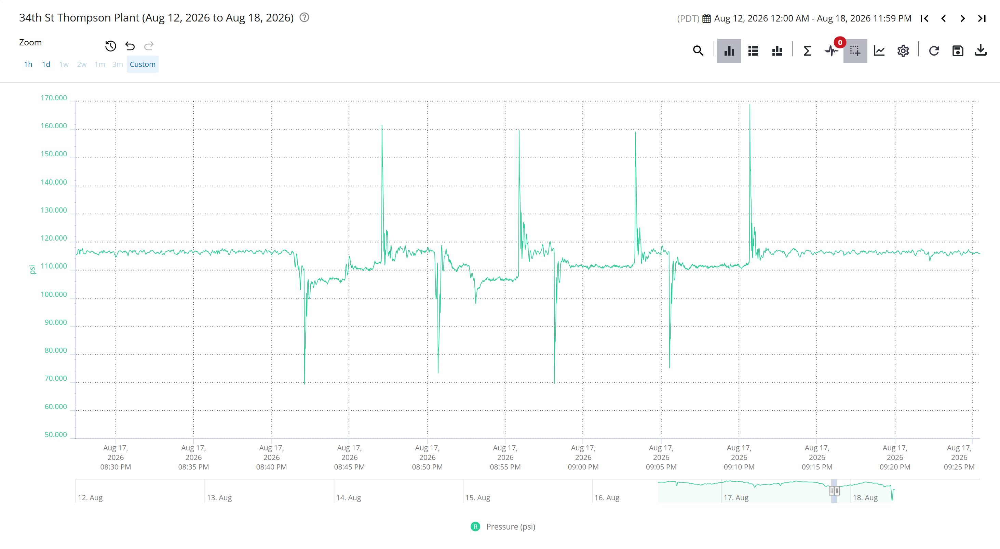 34th St Thompson Plant (Aug 12, 2026 to Aug 18, 2026) ?
(PDT) Aug 12, 2026 12:00 AM - Aug 18, 2026 11:59 PM
Zoom
0
1h 1d 1w 2w 1m 3m Custom
170.000
160.000
150.000
140.000
130.000
120.000
110.000
100.000
90.000
80.000
70.000
60.000
50.000
psi
Aug 17, 2026 08:30 PM
Aug 17, 2026 08:35 PM
Aug 17, 2026 08:40 PM
Aug 17, 2026 08:45 PM
Aug 17, 2026 08:50 PM
Aug 17, 2026 08:55 PM
Aug 17, 2026 09:00 PM
Aug 17, 2026 09:05 PM
Aug 17, 2026 09:10 PM
Aug 17, 2026 09:15 PM
Aug 17, 2026 09:20 PM
Aug 17, 2026 09:25 PM
12. Aug 13. Aug 14. Aug 15. Aug 16. Aug 17. Aug 18. Aug
R Pressure (psi)